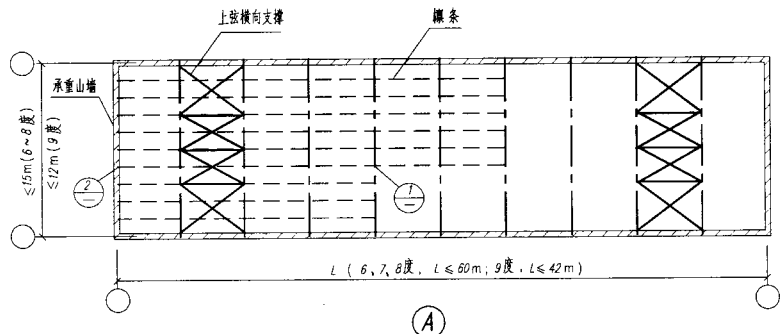 上弦横向支撑
檩条
承重山墙
≤15m(6~8度)
≤12m(9度)
2
1
L ( 6、7、8度, L≤60m; 9度, L≤42m)
A